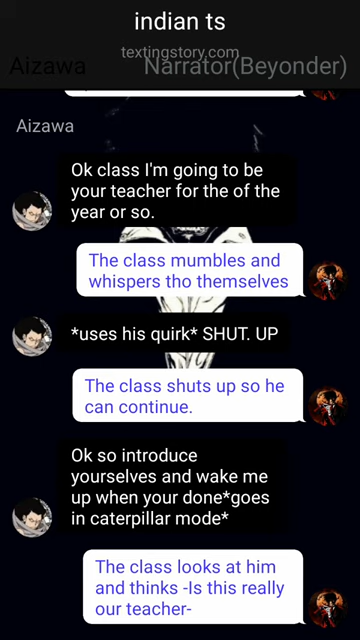 indian ts
textingstory.com
Aizawa Narrator(Beyonder)
Aizawa
Ok class I'm going to be
your teacher for the of the
year or so.
The class mumbles and
whispers tho themselves
*uses his quirk* SHUT. UP
The class shuts up so he
can continue.
Ok so introduce
yourselves and wake me
up when your done*goes
in caterpillar mode*
The class looks at him
and thinks -Is this really
our teacher-